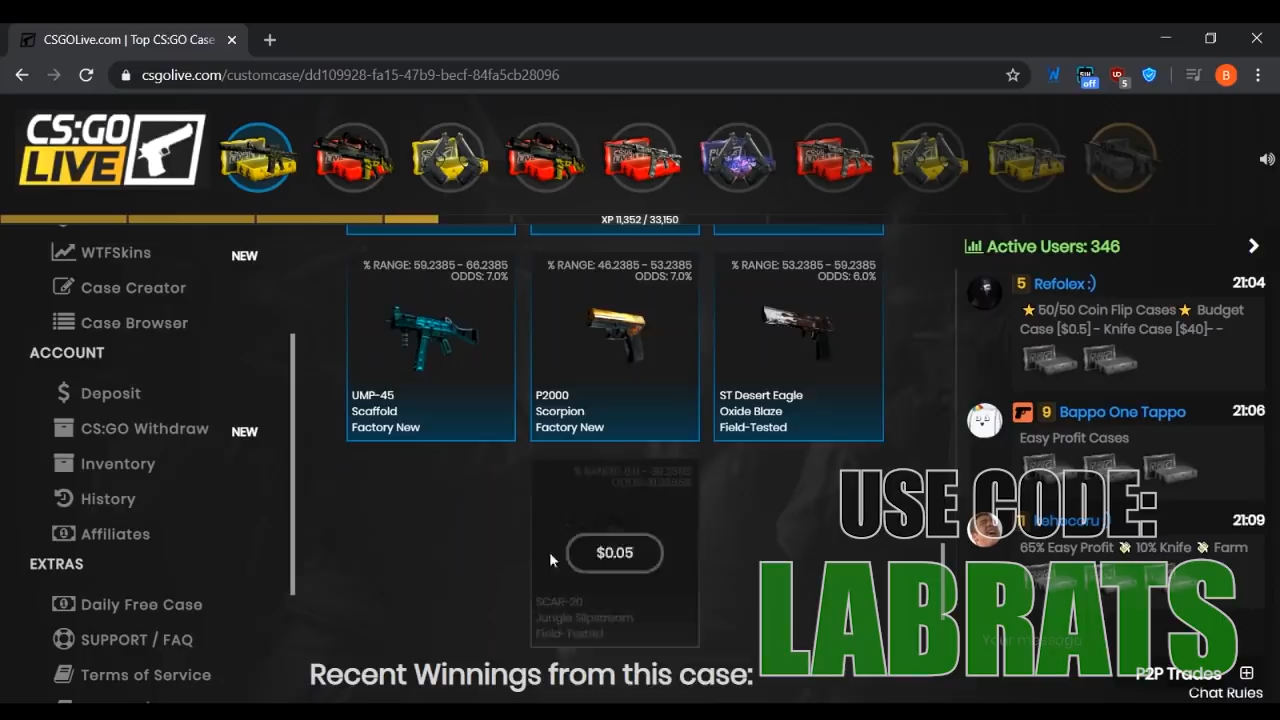 CSGOLive.com | Top CS:GO Case
csgolive.com/customcase/dd109928-fa15-47b9-becf-84fa5cb28096
off
UD
5
B
CS:GO
LIVE
XP 11,352 / 33,150
WTFSkins
NEW
Case Creator
Case Browser
ACCOUNT
Deposit
CS:GO Withdraw
NEW
Inventory
History
Affiliates
EXTRAS
Daily Free Case
SUPPORT / FAQ
Terms of Service
% RANGE: 59.2385 - 66.2385
ODDS: 7.0%
UMP-45
Scaffold
Factory New
% RANGE: 46.2385 - 53.2385
ODDS: 7.0%
P2000
Scorpion
Factory New
% RANGE: 53.2385 - 59.2385
ODDS: 6.0%
ST Desert Eagle
Oxide Blaze
Field-Tested
$0.05
SCAR-20
Jungle Slipstream
Field-Tested
Recent Winnings from this case:
Active Users: 346
5 Refolex :)
21:04
50/50 Coin Flip Cases Budget
Case [$0.5] - Knife Case [$40]- -
9 Bappo One Tappo
21:06
Easy Profit Cases
21:09
65% Easy Profit 10% Knife Farm
Your message
USE CODE:
LABRATS
P2P Trades
Chat Rules